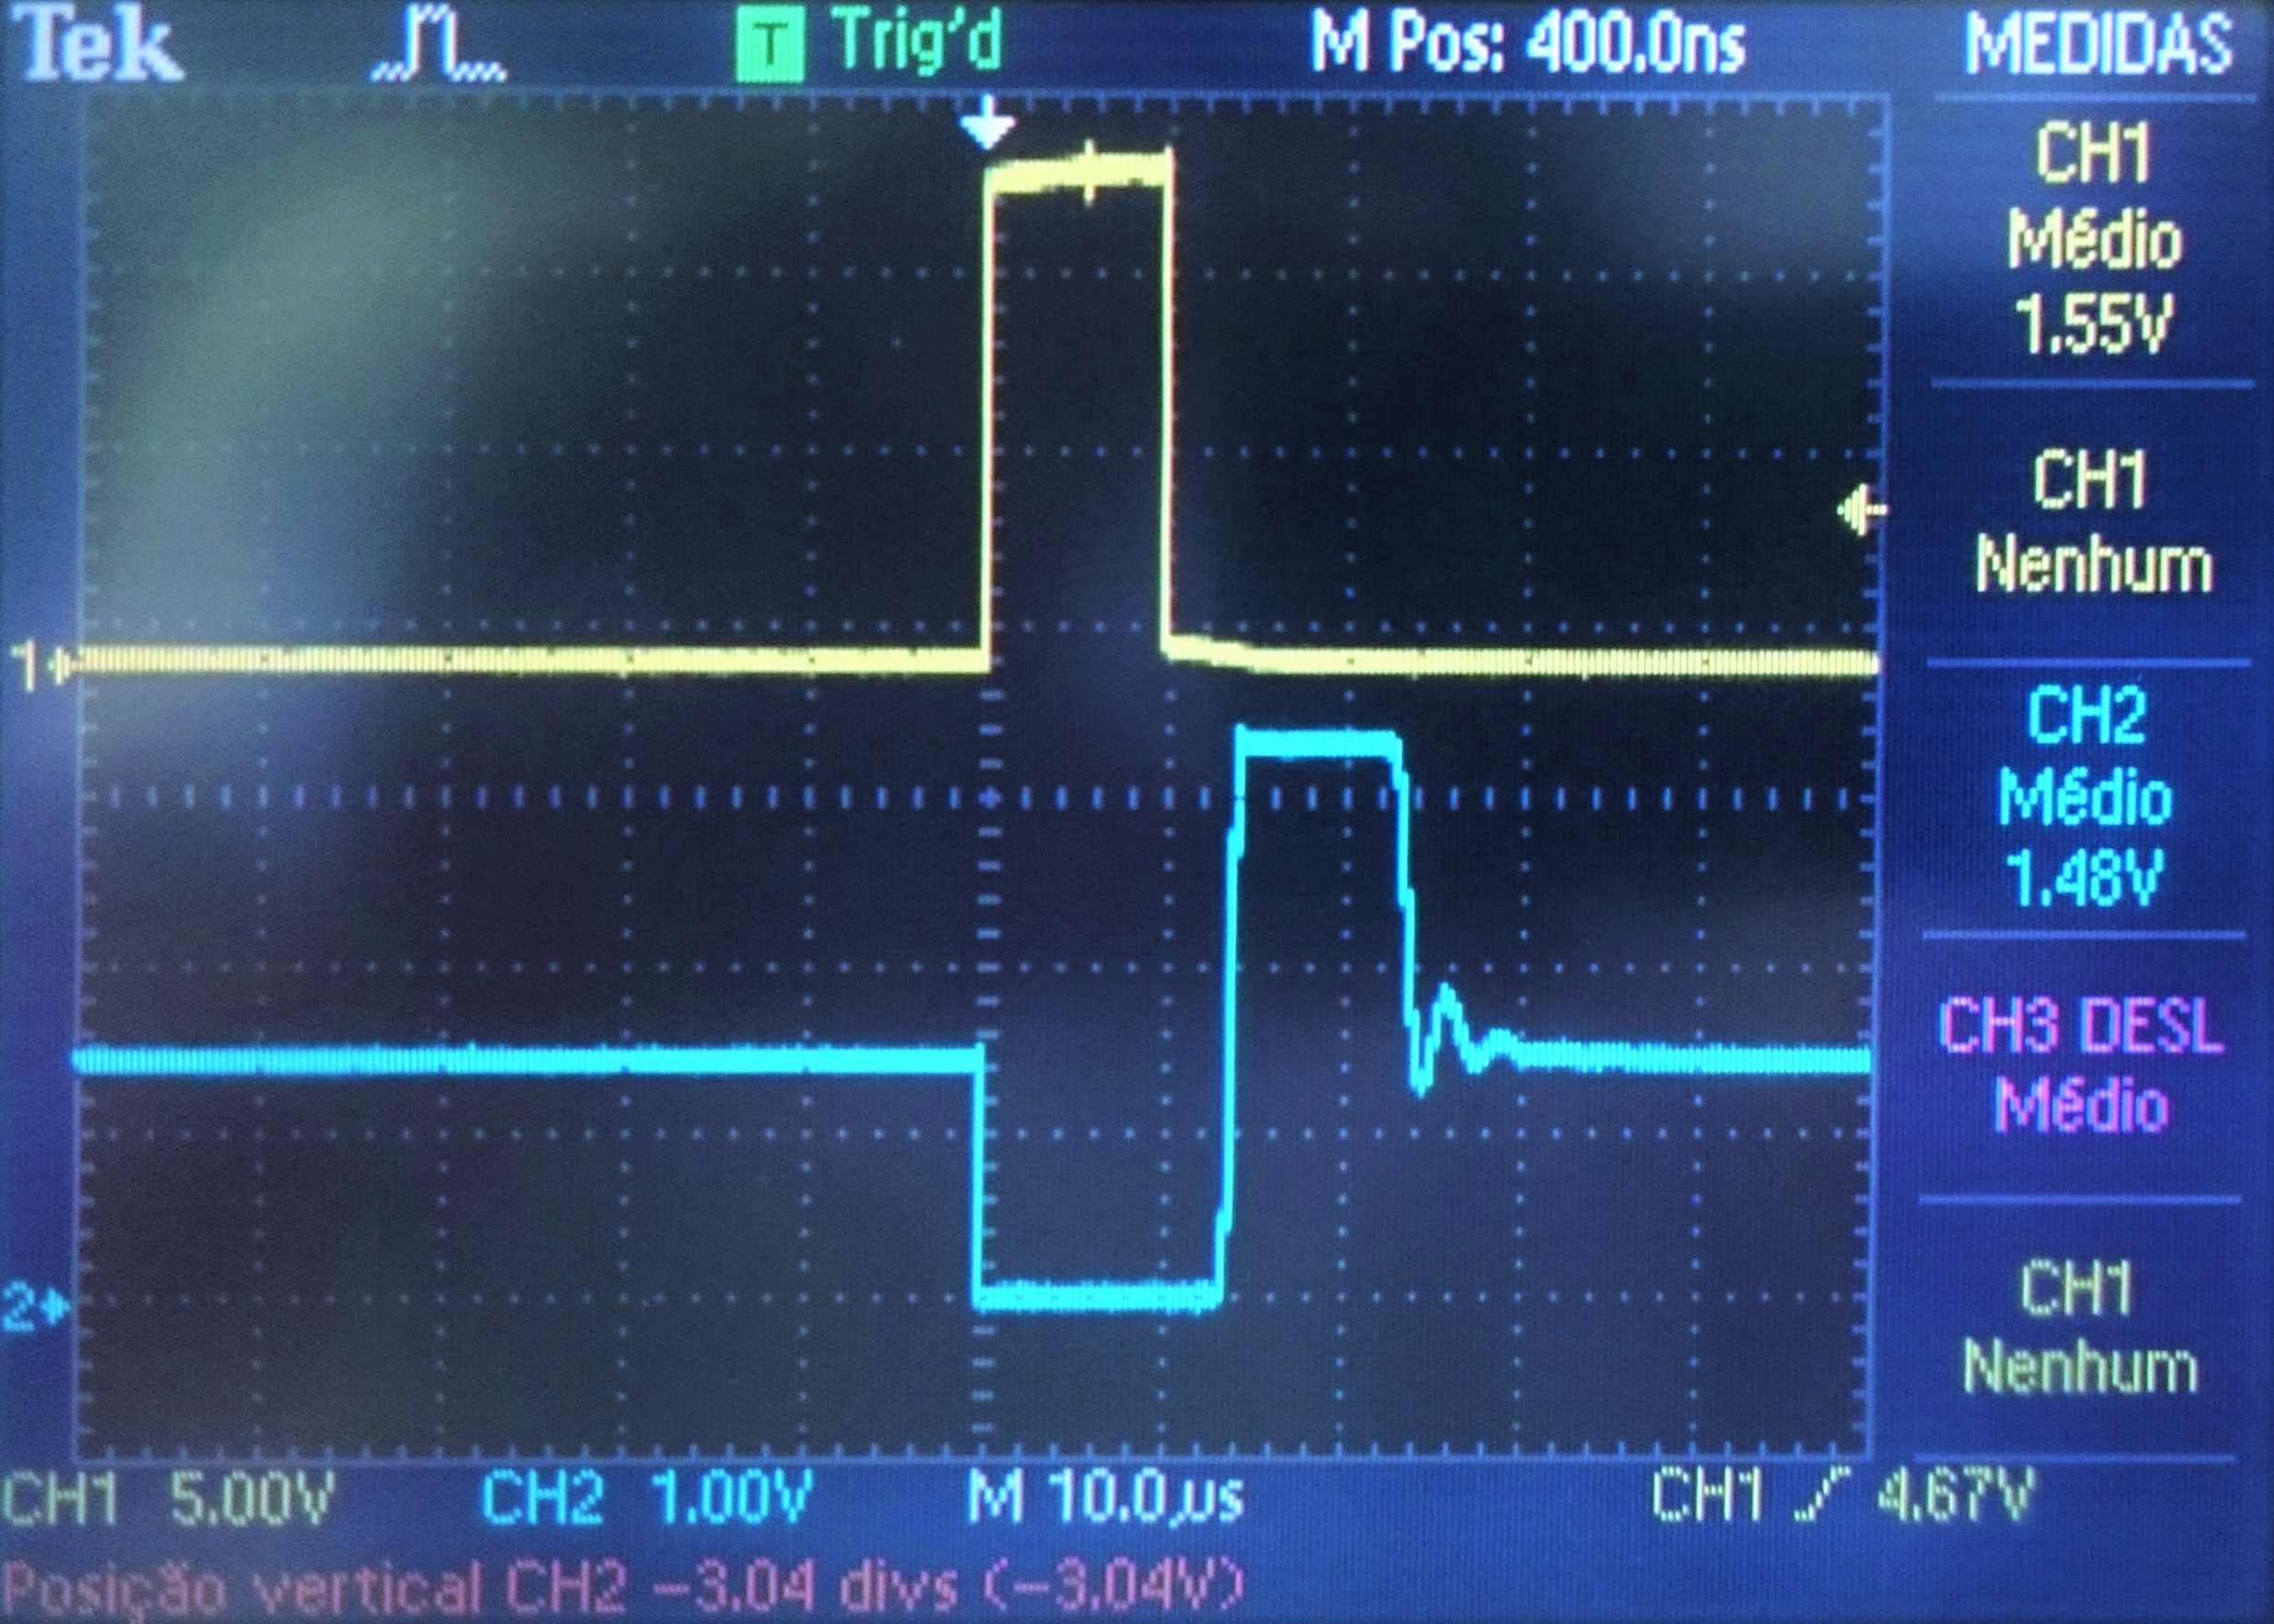 Tek T Trig'd M Pos: 400.0ns MEDIDAS
CH1
Médio
1.55V
CH1
Nenhum
1
CH2
Médio
1.48V
CH3 DESL
Médio
2
CH1
Nenhum
CH1 5.00V CH2 1.00V M 10.0µs CH1 4.67V
Posição vertical CH2 −3.04 divs (−3.04V)